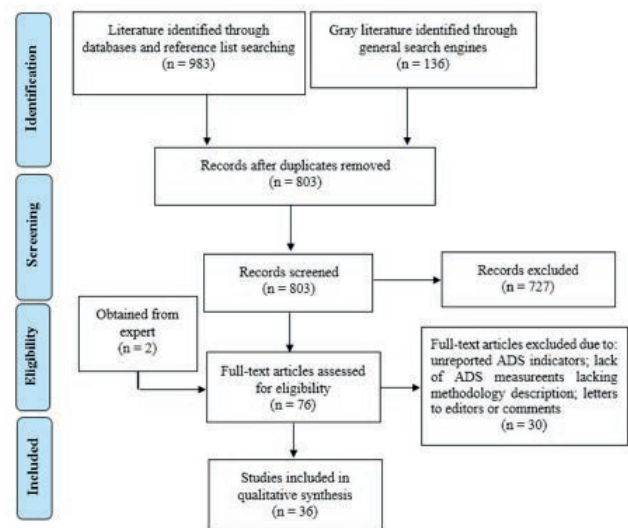 Identification
Literature identified through
databases and reference list searching
(n = 983)
Gray literature identified through
general search engines
(n = 136)
Records after duplicates removed
(n = 803)
Screening
Records screened
(n = 803)
Records excluded
(n = 727)
Eligibility
Obtained from
expert
(n = 2)
Full-text articles assessed
for eligibility
(n = 76)
Full-text articles excluded due to:
unreported ADS indicators; lack
of ADS measureents lacking
methodology description; letters
to editors or comments
(n = 30)
Included
Studies included in
qualitative synthesis
(n = 36)